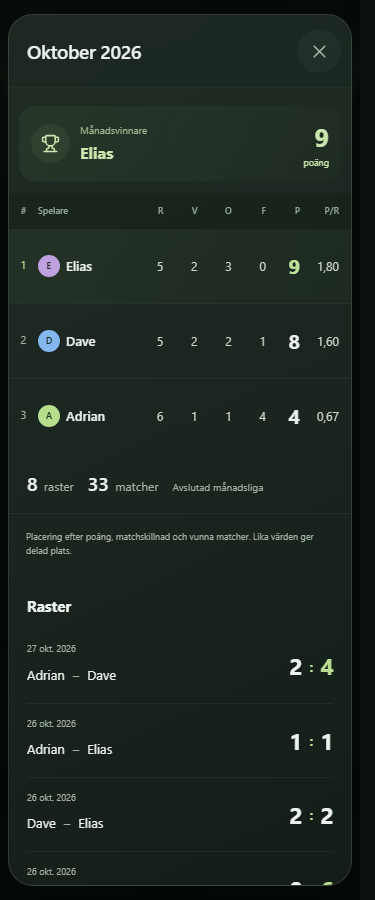 Oktober 2026
Månadsvinnare
Elias
9
poäng
# Spelare R V O F P P/R
1 E Elias 5 2 3 0 9 1,80
2 D Dave 5 2 2 1 8 1,60
3 A Adrian 6 1 1 4 4 0,67
8 raster 33 matcher Avslutad månadsliga
Placering efter poäng, matchskillnad och vunna matcher. Lika värden ger
delad plats.
Raster
27 okt. 2026
Adrian – Dave 2 : 4
26 okt. 2026
Adrian – Elias 1 : 1
26 okt. 2026
Dave – Elias 2 : 2
26 okt. 2026